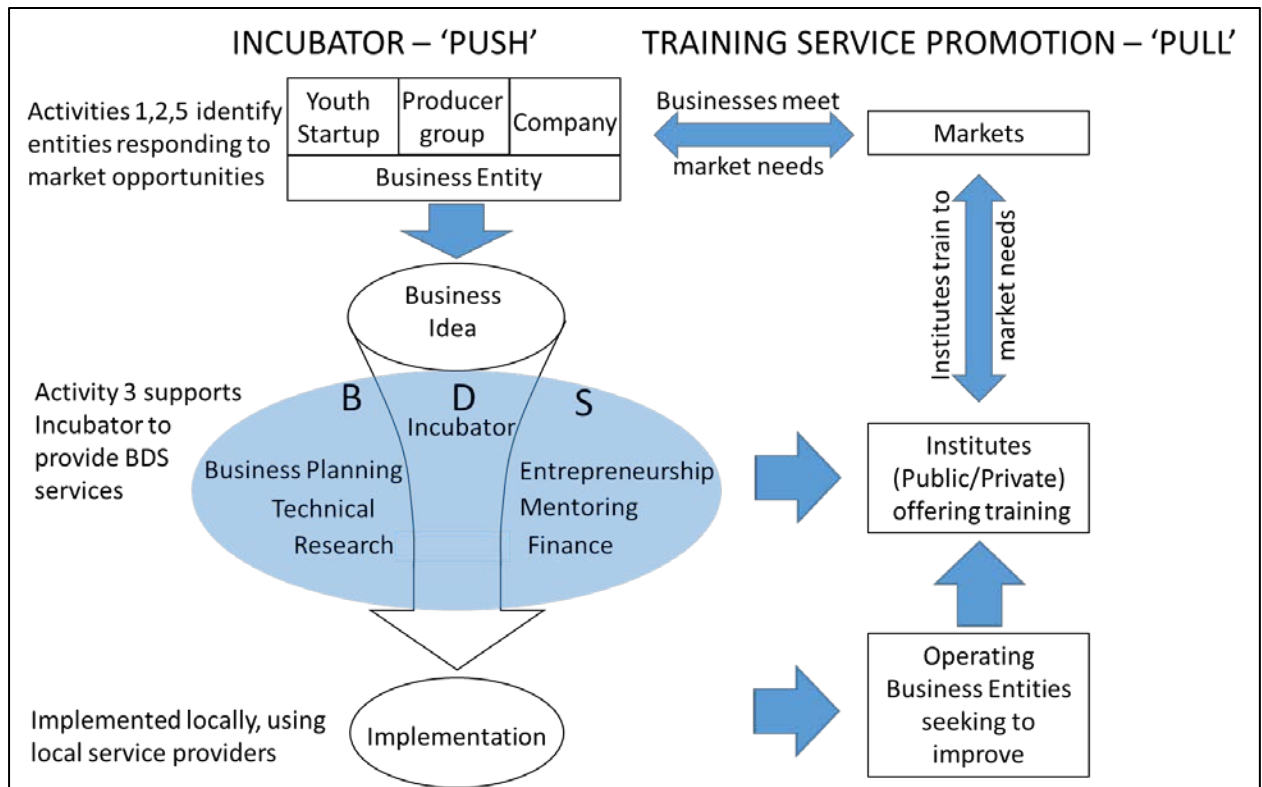 INCUBATOR – ‘PUSH’
TRAINING SERVICE PROMOTION – ‘PULL’
Activities 1,2,5 identify
entities responding to
market opportunities
Youth
Startup
Producer
group
Company
Business Entity
Businesses meet
market needs
Markets
Institutes train to
market needs
Business
Idea
Activity 3 supports
Incubator to
provide BDS
services
B D S
Incubator
Business Planning
Technical
Research
Entrepreneurship
Mentoring
Finance
Institutes
(Public/Private)
offering training
Implemented locally, using
local service providers
Implementation
Operating
Business Entities
seeking to
improve